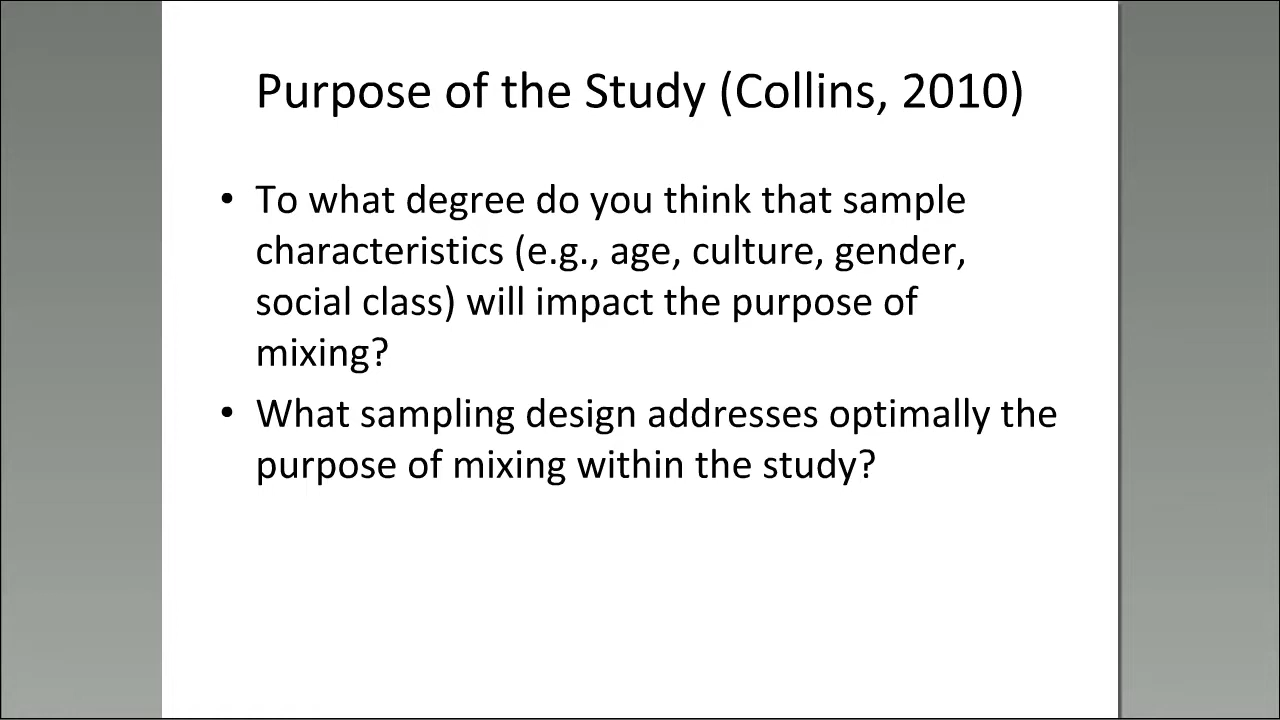 Purpose of the Study (Collins, 2010)
• To what degree do you think that sample
characteristics (e.g., age, culture, gender,
social class) will impact the purpose of
mixing?
• What sampling design addresses optimally the
purpose of mixing within the study?